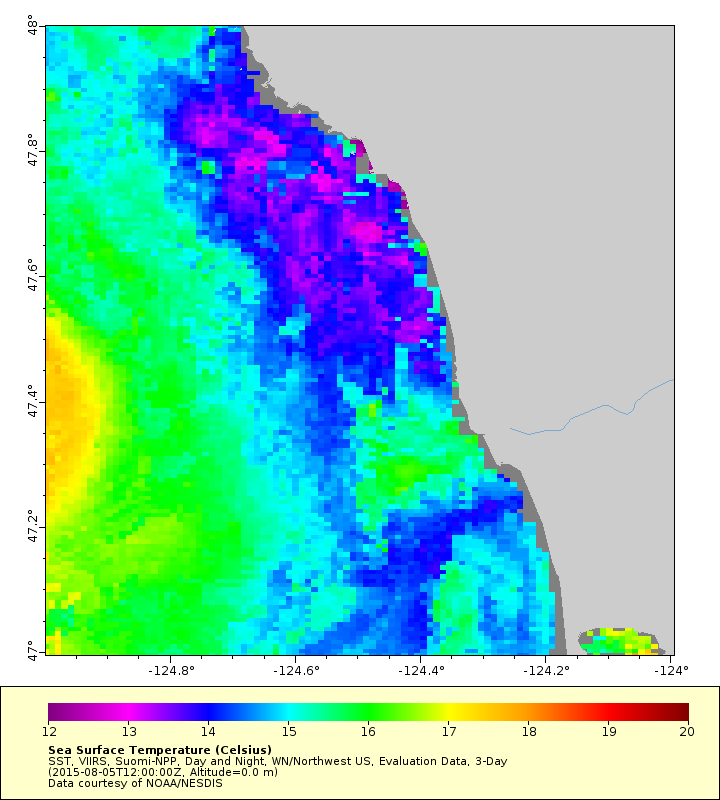 48°
47.8°
47.6°
47.4°
47.2°
47°
-124.8° -124.6° -124.4° -124.2° -124°
12 13 14 15 16 17 18 19 20
Sea Surface Temperature (Celsius)
SST, VIIRS, Suomi-NPP, Day and Night, WN/Northwest US, Evaluation Data, 3-Day
(2015-08-05T12:00:00Z, Altitude=0.0 m)
Data courtesy of NOAA/NESDIS